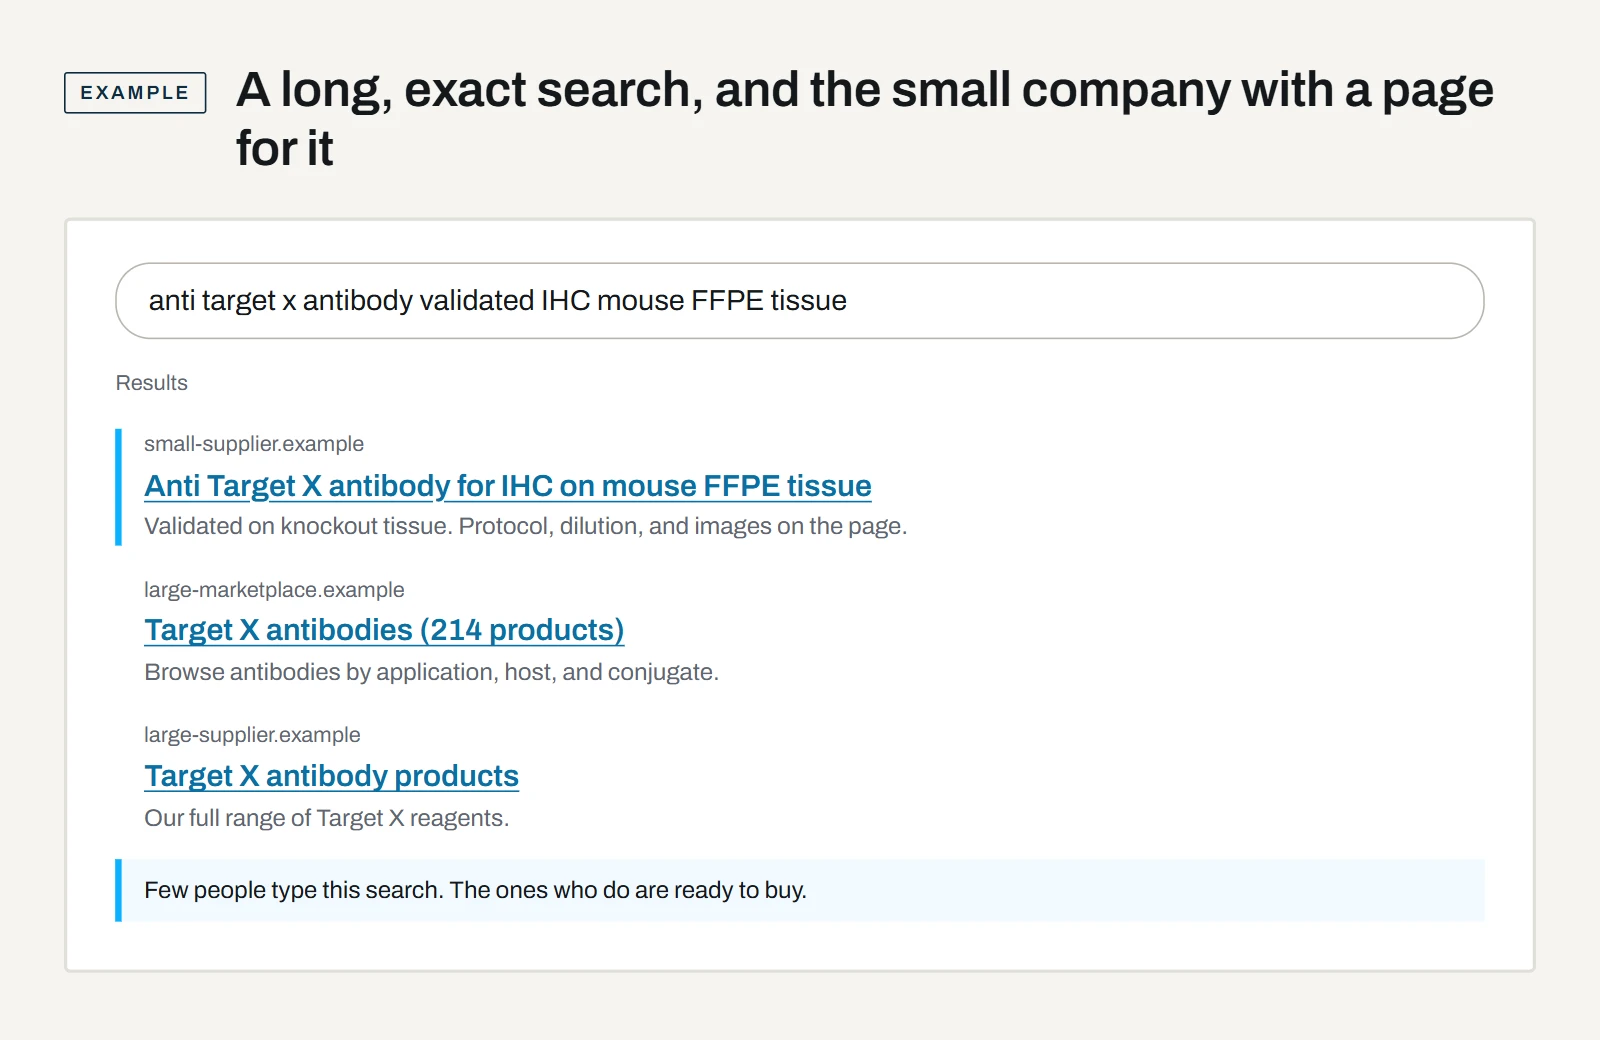 EXAMPLE
A long, exact search, and the small company with a page
for it
anti target x antibody validated IHC mouse FFPE tissue
Results
small-supplier.example
Anti Target X antibody for IHC on mouse FFPE tissue
Validated on knockout tissue. Protocol, dilution, and images on the page.
large-marketplace.example
Target X antibodies (214 products)
Browse antibodies by application, host, and conjugate.
large-supplier.example
Target X antibody products
Our full range of Target X reagents.
Few people type this search. The ones who do are ready to buy.